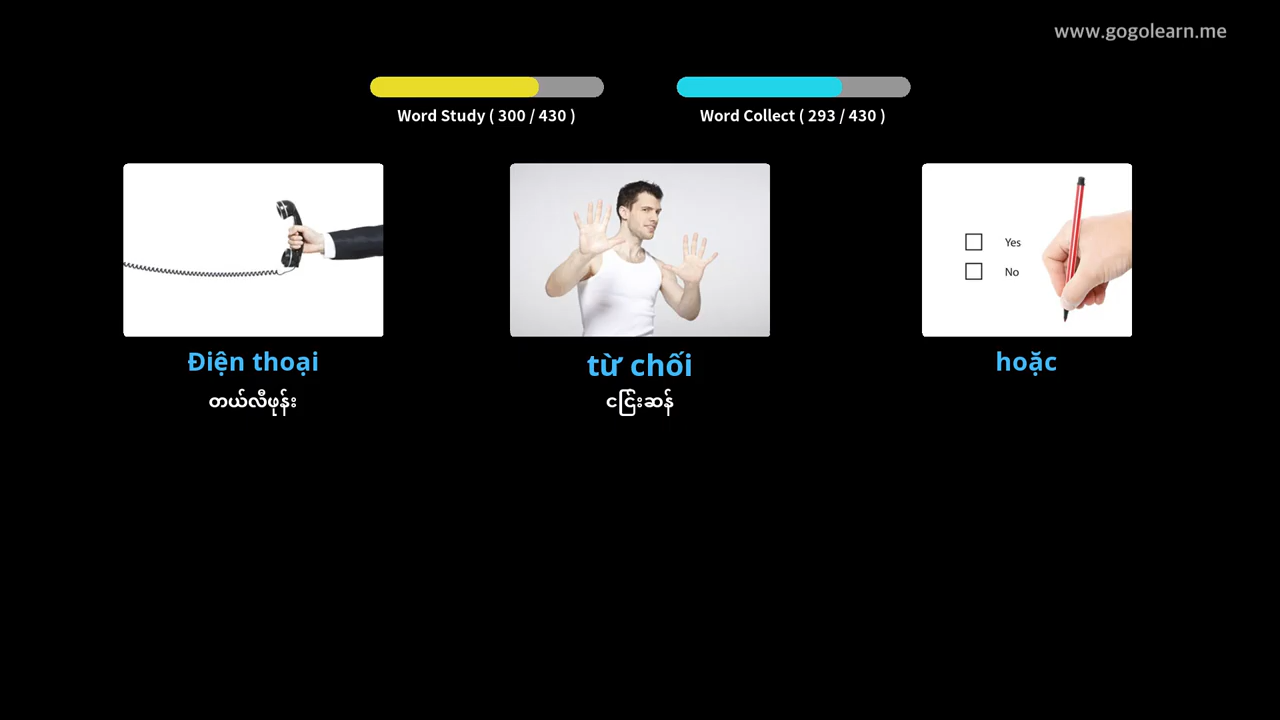 www.gogolearn.me
Word Study ( 300 / 430 )
Word Collect ( 293 / 430 )
Yes
No
Điện thoại
từ chối
hoặc
တယ်လီဖုန်း
ငြင်းဆန်